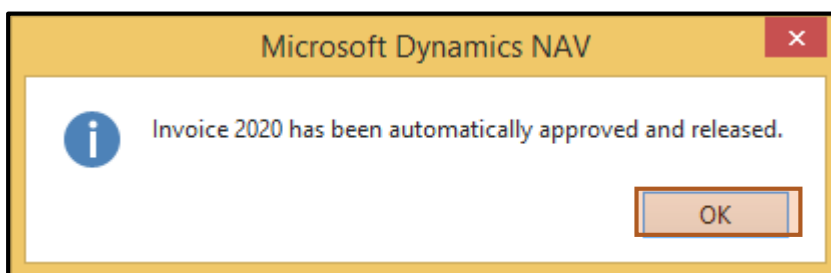 Microsoft Dynamics NAV
Invoice 2020 has been automatically approved and released.
OK